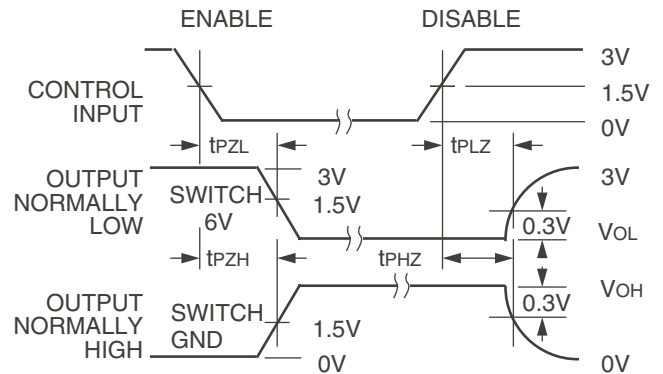 ENABLE DISABLE
CONTROL
INPUT
3V
1.5V
0V
tPZL tPLZ
OUTPUT
NORMALLY
LOW
SWITCH
6V
3V
1.5V
3V
0.3V
VOL
tPZH tPHZ
OUTPUT
NORMALLY
HIGH
SWITCH
GND
1.5V
0V
VOH
0.3V
0V